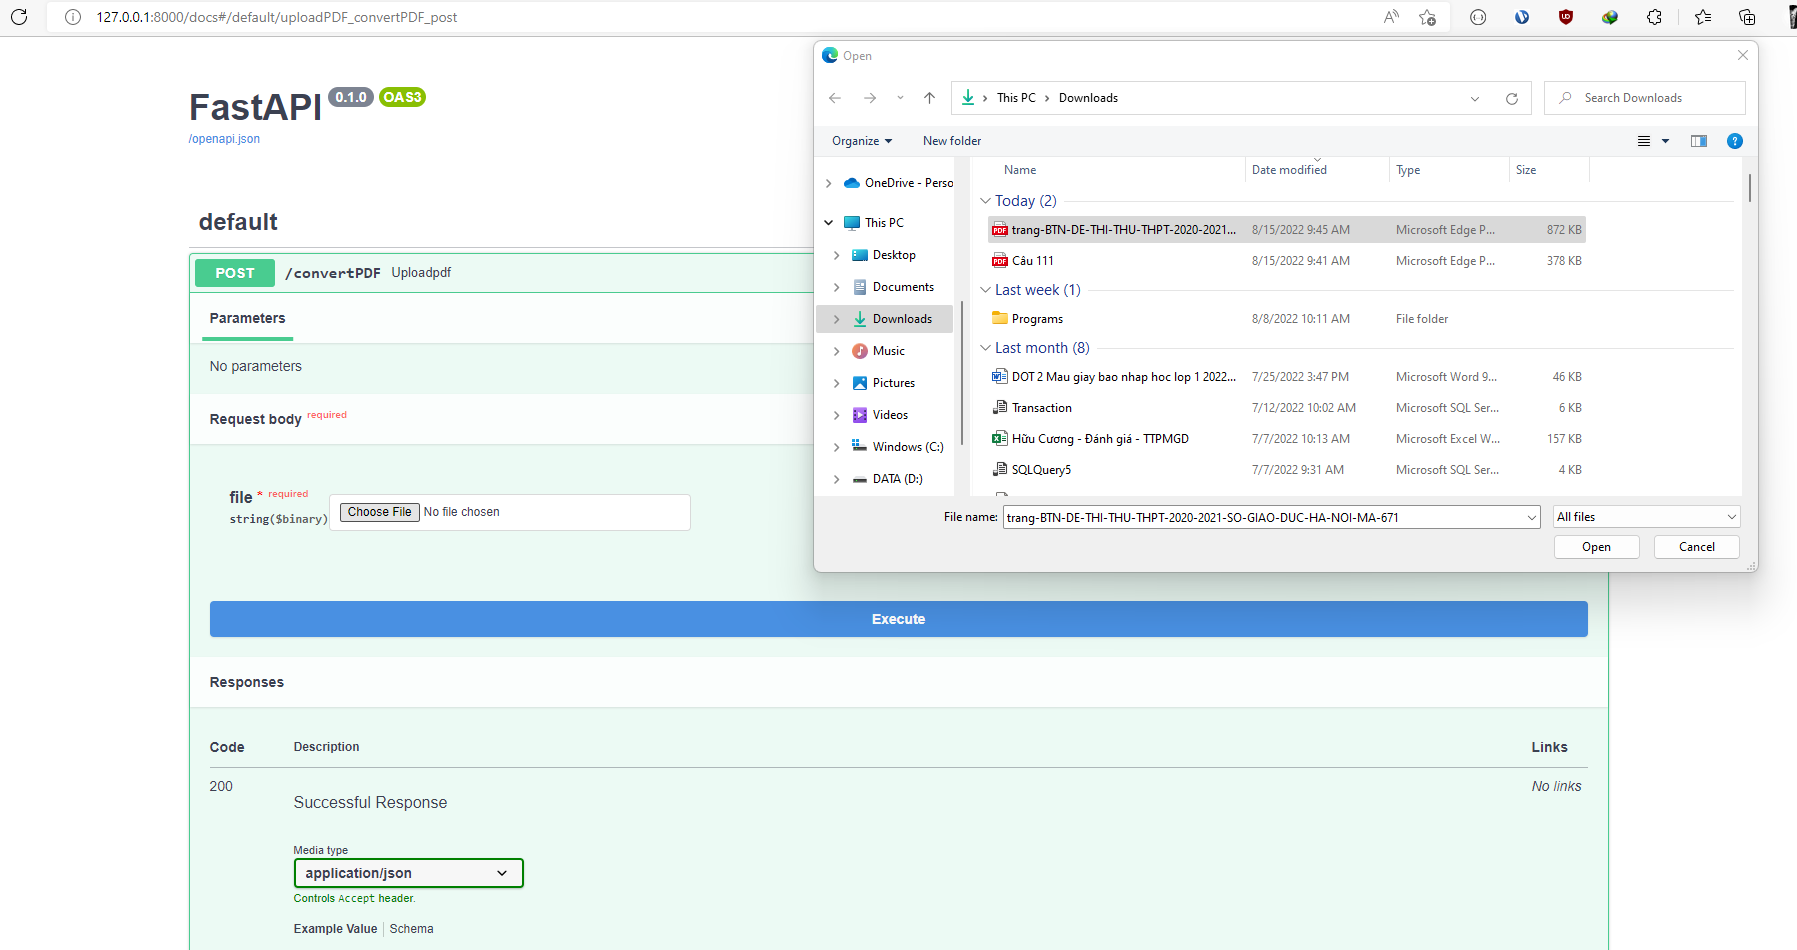 127.0.0.1:8000/docs#/default/uploadPDF_convertPDF_post
FastAPI 0.1.0 OAS3
/openapi.json
default
POST /convertPDF Uploadpdf
Parameters
No parameters
Request body required
file * required
string($binary)
Choose File No file chosen
Execute
Responses
Code Description Links
200 Successful Response No links
Media type
application/json
Controls Accept header.
Example Value Schema
Open
This PC > Downloads
Search Downloads
Organize New folder
OneDrive - Perso
This PC
Desktop
Documents
Downloads
Music
Pictures
Videos
Windows (C:)
DATA (D:)
Name Date modified Type Size
Today (2)
trang-BTN-DE-THI-THU-THPT-2020-2021... 8/15/2022 9:45 AM Microsoft Edge P... 872 KB
Câu 111 8/15/2022 9:41 AM Microsoft Edge P... 378 KB
Last week (1)
Programs 8/8/2022 10:11 AM File folder
Last month (8)
DOT 2 Mau giay bao nhap hoc lop 1 2022... 7/25/2022 3:47 PM Microsoft Word 9... 46 KB
Transaction 7/12/2022 10:02 AM Microsoft SQL Ser... 6 KB
Hữu Cương - Đánh giá - TTPMGD 7/7/2022 10:13 AM Microsoft Excel W... 157 KB
SQLQuery5 7/7/2022 9:31 AM Microsoft SQL Ser... 4 KB
File name: trang-BTN-DE-THI-THU-THPT-2020-2021-SO-GIAO-DUC-HA-NOI-MA-671 All files
Open Cancel